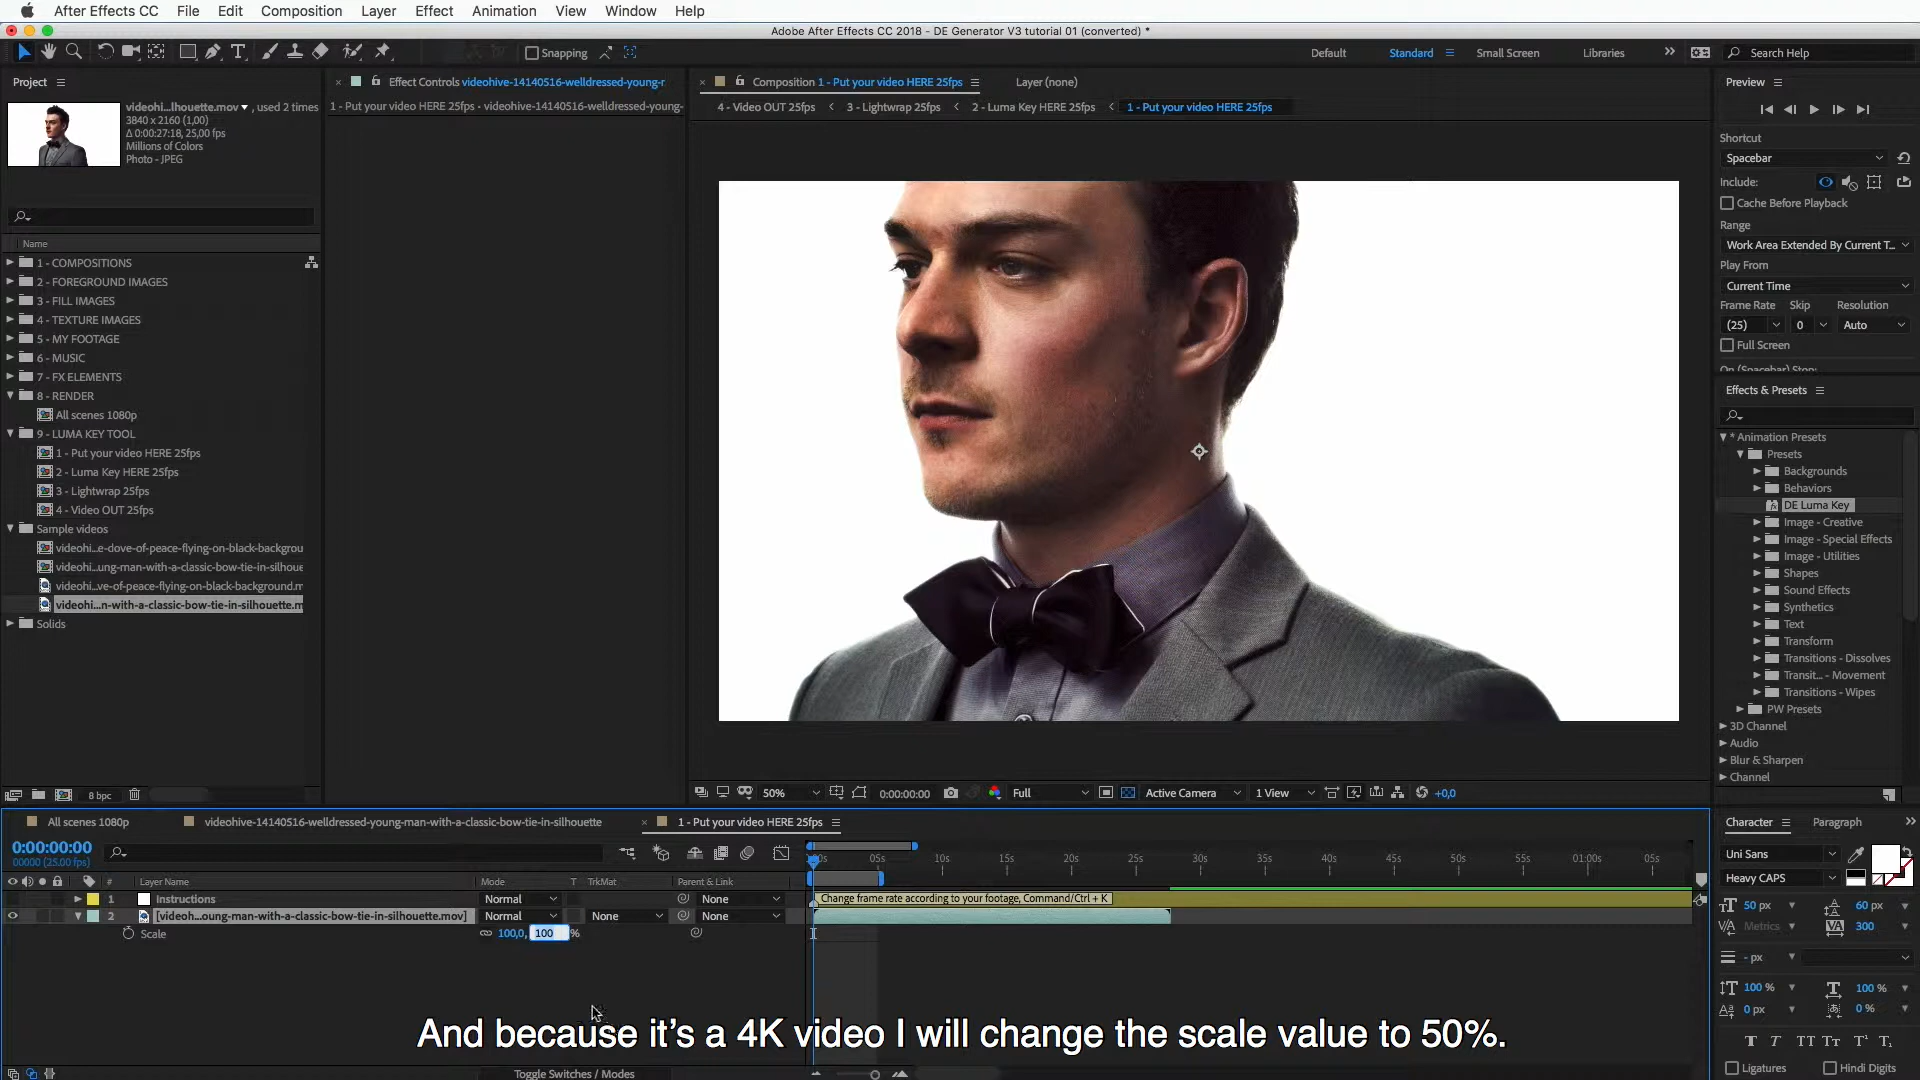 After Effects CC File Edit Composition Layer Effect Animation View Window Help
Adobe After Effects CC 2018 - DE Generator V3 tutorial 01 (converted) *
Snapping
Default Standard Small Screen Libraries Search Help
Project
videohi...lhouette.mov , used 2 times
3840 x 2160 (1,00)
Δ 0:00:27:18, 25,00 fps
Millions of Colors
Photo - JPEG
Name
1 - COMPOSITIONS
2 - FOREGROUND IMAGES
3 - FILL IMAGES
4 - TEXTURE IMAGES
5 - MY FOOTAGE
6 - MUSIC
7 - FX ELEMENTS
8 - RENDER
All scenes 1080p
9 - LUMA KEY TOOL
1 - Put your video HERE 25fps
2 - Luma Key HERE 25fps
3 - Lightwrap 25fps
4 - Video OUT 25fps
Sample videos
videohi...e-dove-of-peace-flying-on-black-backgrou
videohi...ung-man-with-a-classic-bow-tie-in-silhoue
videohi...ve-of-peace-flying-on-black-background.m
videohi...n-with-a-classic-bow-tie-in-silhouette.m
Solids
8 bpc
Effect Controls videohive-14140516-welldressed-young-r
1 - Put your video HERE 25fps • videohive-14140516-welldressed-young-
Composition 1 - Put your video HERE 25fps Layer (none)
4 - Video OUT 25fps 3 - Lightwrap 25fps 2 - Luma Key HERE 25fps 1 - Put your video HERE 25fps
50% 0:00:00:00 Full Active Camera 1 View +0,0
Preview
Shortcut
Spacebar
Include:
Cache Before Playback
Range
Work Area Extended By Current T...
Play From
Current Time
Frame Rate Skip Resolution
(25) 0 Auto
Full Screen
On (Spacebar) Stop:
Effects & Presets
* Animation Presets
Presets
Backgrounds
Behaviors
DE Luma Key
Image - Creative
Image - Special Effects
Image - Utilities
Shapes
Sound Effects
Synthetics
Text
Transform
Transitions - Dissolves
Transit... - Movement
Transitions - Wipes
PW Presets
3D Channel
Audio
Blur & Sharpen
Channel
All scenes 1080p videohive-14140516-welldressed-young-man-with-a-classic-bow-tie-in-silhouette 1 - Put your video HERE 25fps
0:00:00:00
00000 (25.00 fps)
05s 10s 15s 20s 25s 30s 35s 40s 45s 50s 55s 01:00s 05s
# Layer Name Mode T TrkMat Parent & Link
1 Instructions Normal None
Change frame rate according to your footage, Command/Ctrl + K
2 [videoh...oung-man-with-a-classic-bow-tie-in-silhouette.mov] Normal None None
Scale 100,0, 100 %
Toggle Switches / Modes
Character Paragraph
Uni Sans
Heavy CAPS
50 px 60 px
Metrics 300
- px
100 % 100 %
0 px 0 %
T T TT Tт T¹ T₁
Ligatures Hindi Digits
And because it's a 4K video I will change the scale value to 50%.